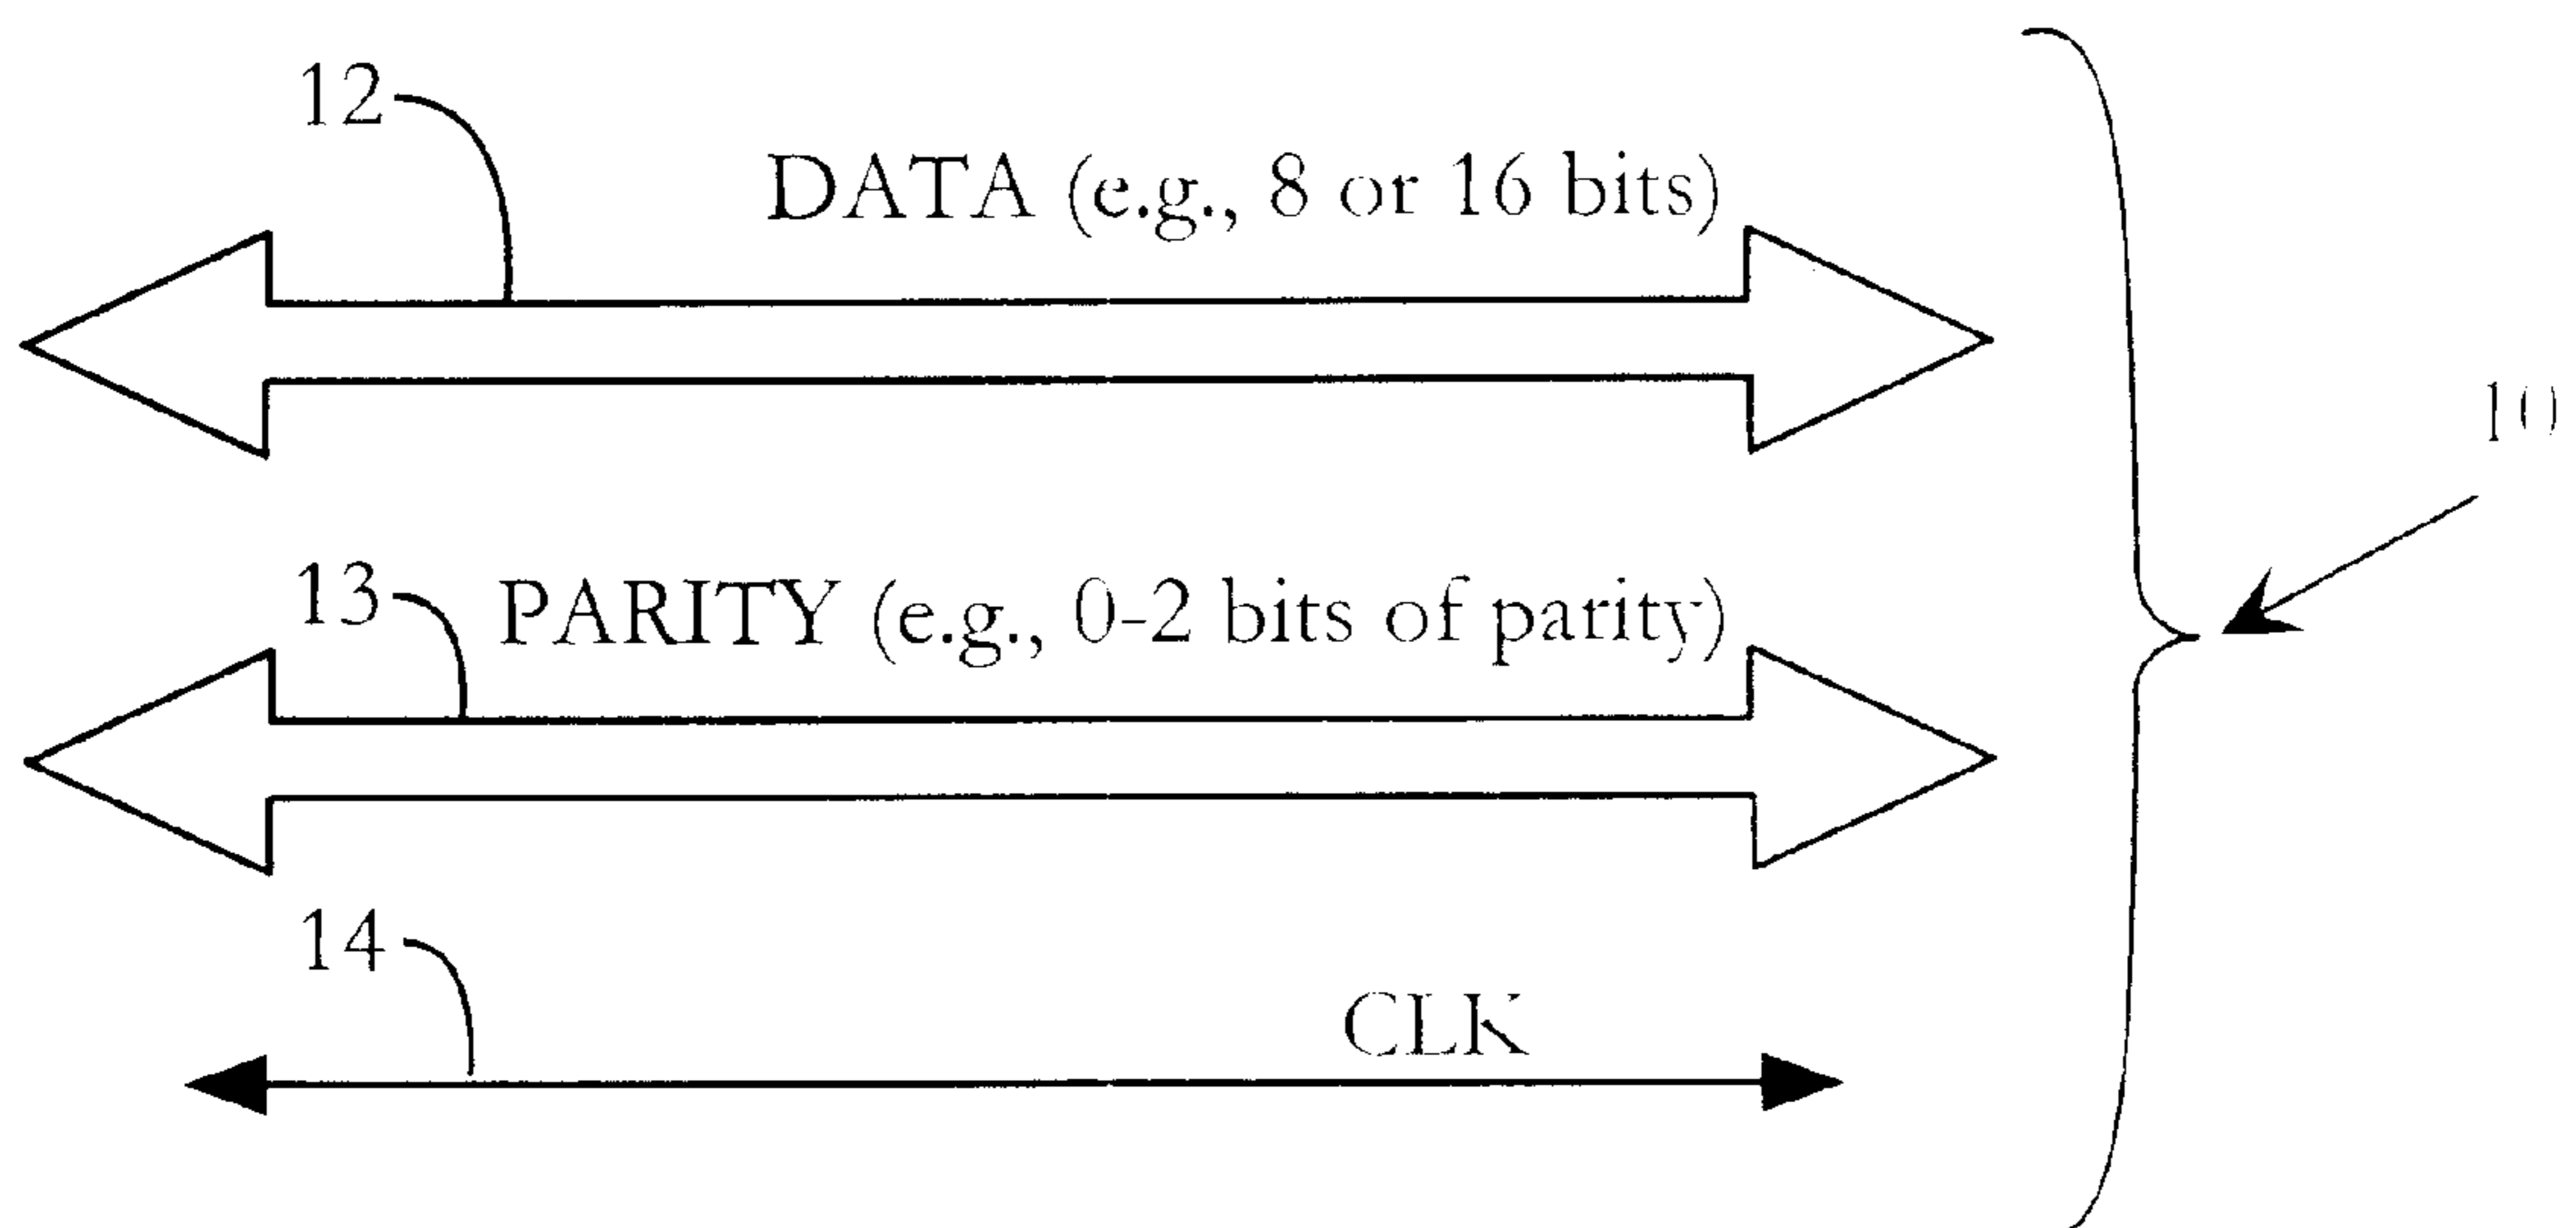 12
DATA (e.g., 8 or 16 bits)
10
13
PARITY (e.g., 0-2 bits of parity)
14
CLK